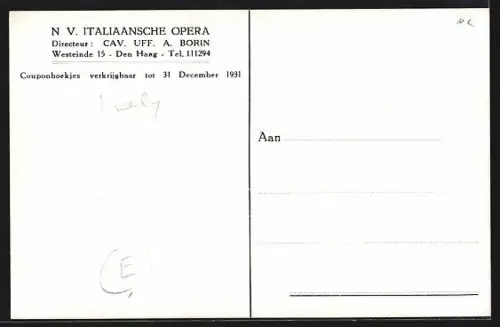 N V. ITALIAANSCHE OPERA
Directeur: CAV. UFF. A. BORIN
Westeinde 15 - Den Haag - Tel. 111294
Couponboekjes verkrijgbaar tot 31 December 1931
Aan
E